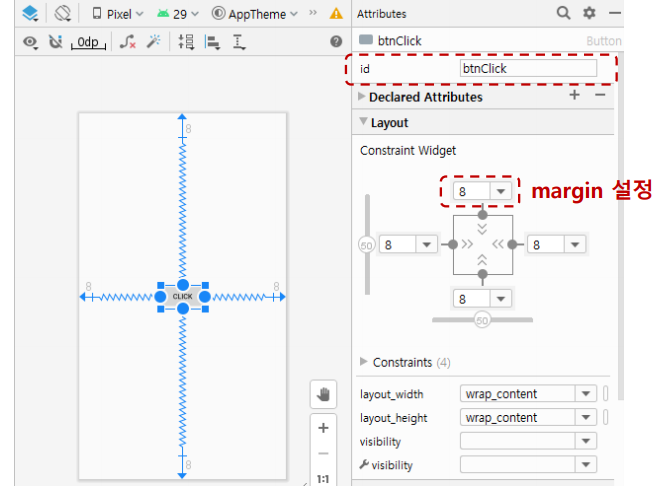 Pixel 29 AppTheme
Attributes
0dp
btnClick Button
id btnClick
Declared Attributes
Layout
Constraint Widget
8
margin 설정
50 8 8
8
50
8
8 8
CLICK
8
Constraints (4)
layout_width wrap_content
layout_height wrap_content
visibility
visibility
1:1